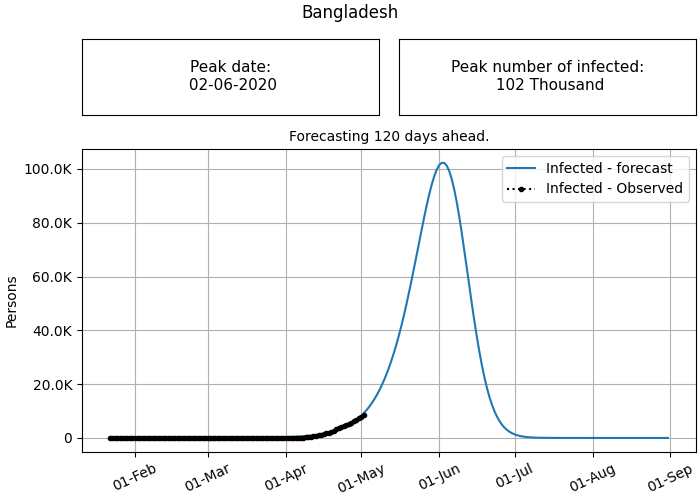 Bangladesh
Peak date:
02-06-2020
Peak number of infected:
102 Thousand
Forecasting 120 days ahead.
Infected - forecast
Infected - Observed
Persons
100.0K
80.0K
60.0K
40.0K
20.0K
0
01-Feb
01-Mar
01-Apr
01-May
01-Jun
01-Jul
01-Aug
01-Sep